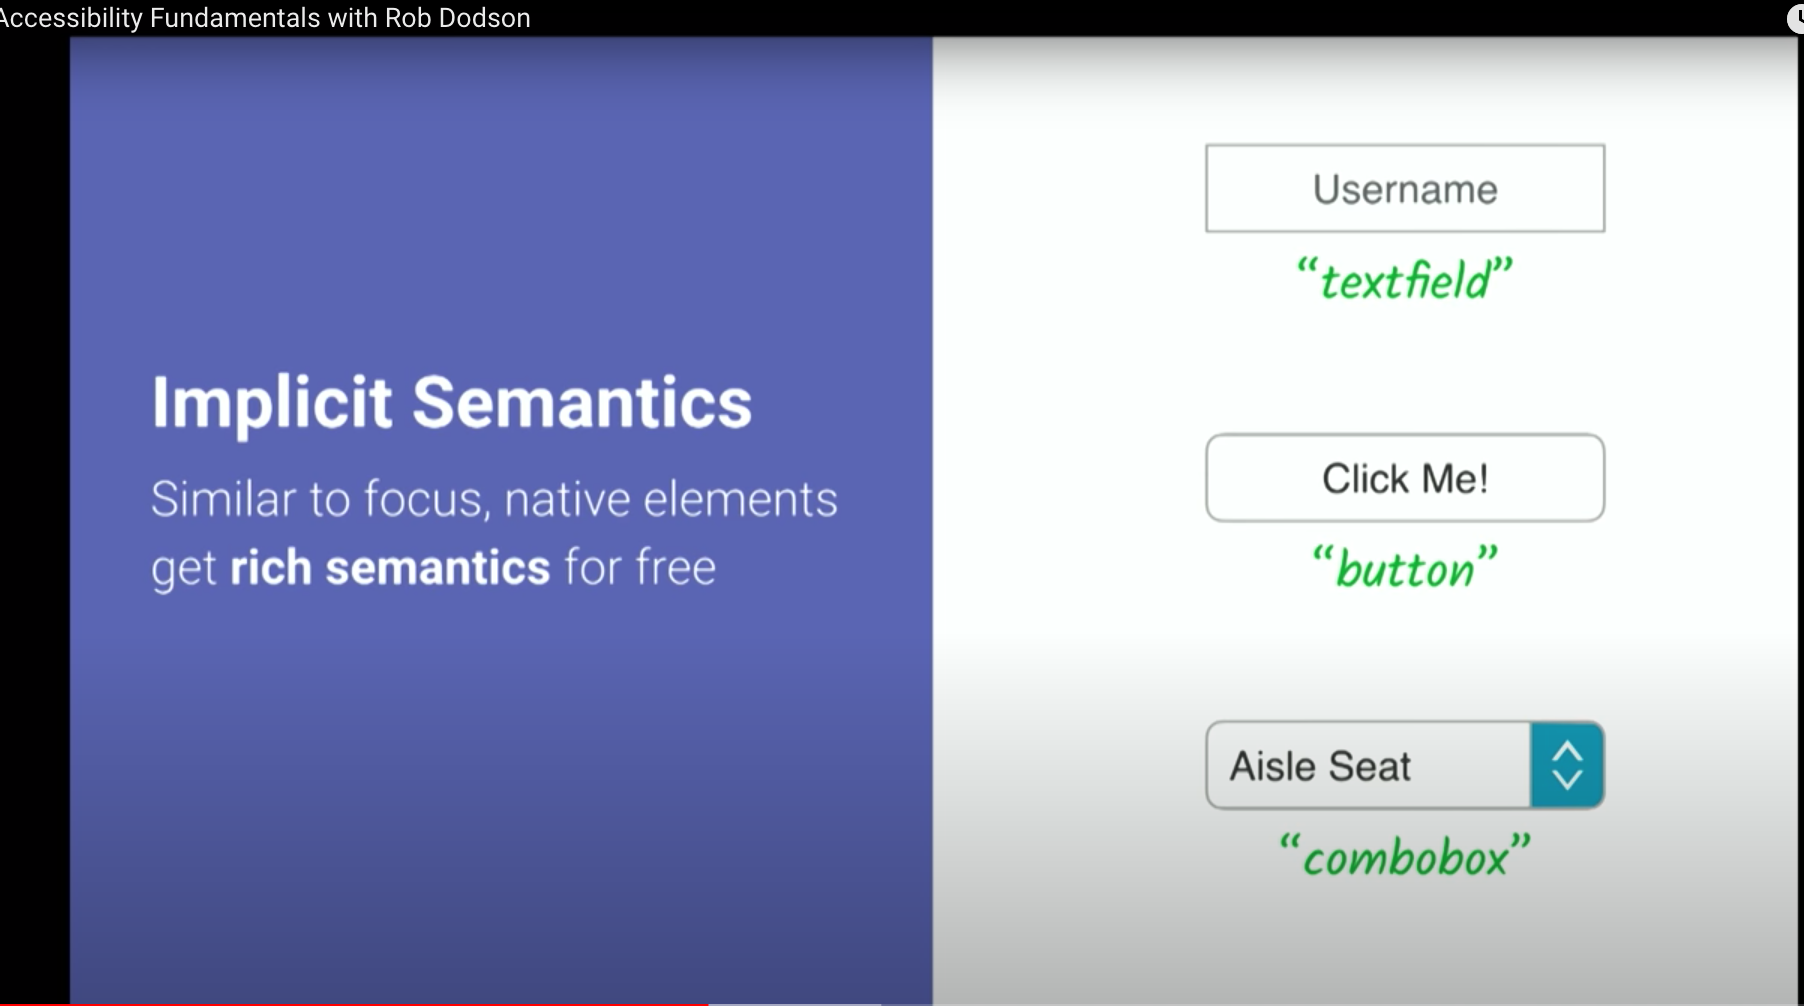 Accessibility Fundamentals with Rob Dodson
Implicit Semantics
Similar to focus, native elements
get rich semantics for free
Username
“textfield”
Click Me!
“button”
Aisle Seat
“combobox”